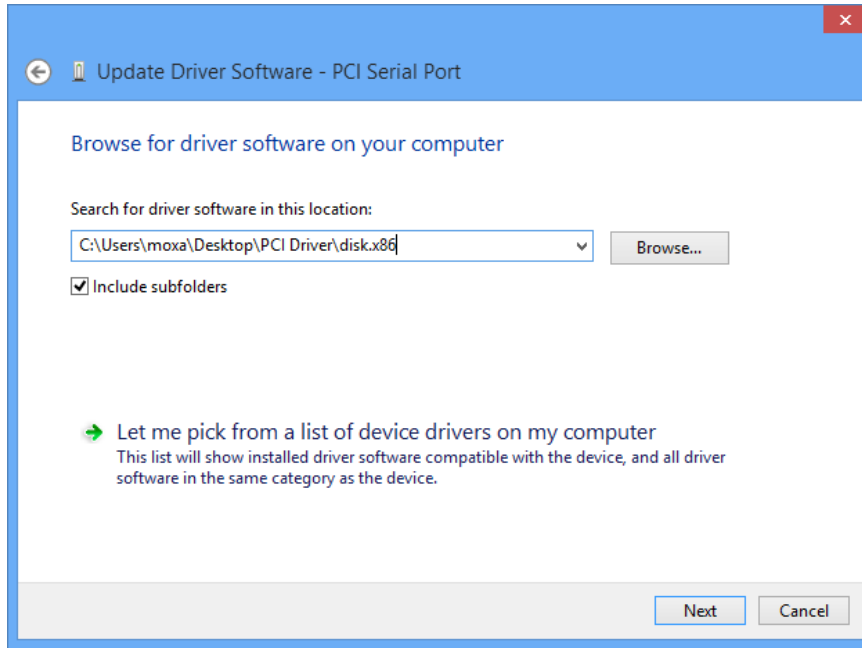 Update Driver Software - PCI Serial Port
Browse for driver software on your computer
Search for driver software in this location:
C:\Users\moxa\Desktop\PCI Driver\disk.x86
Browse...
Include subfolders
Let me pick from a list of device drivers on my computer
This list will show installed driver software compatible with the device, and all driver
software in the same category as the device.
Next
Cancel